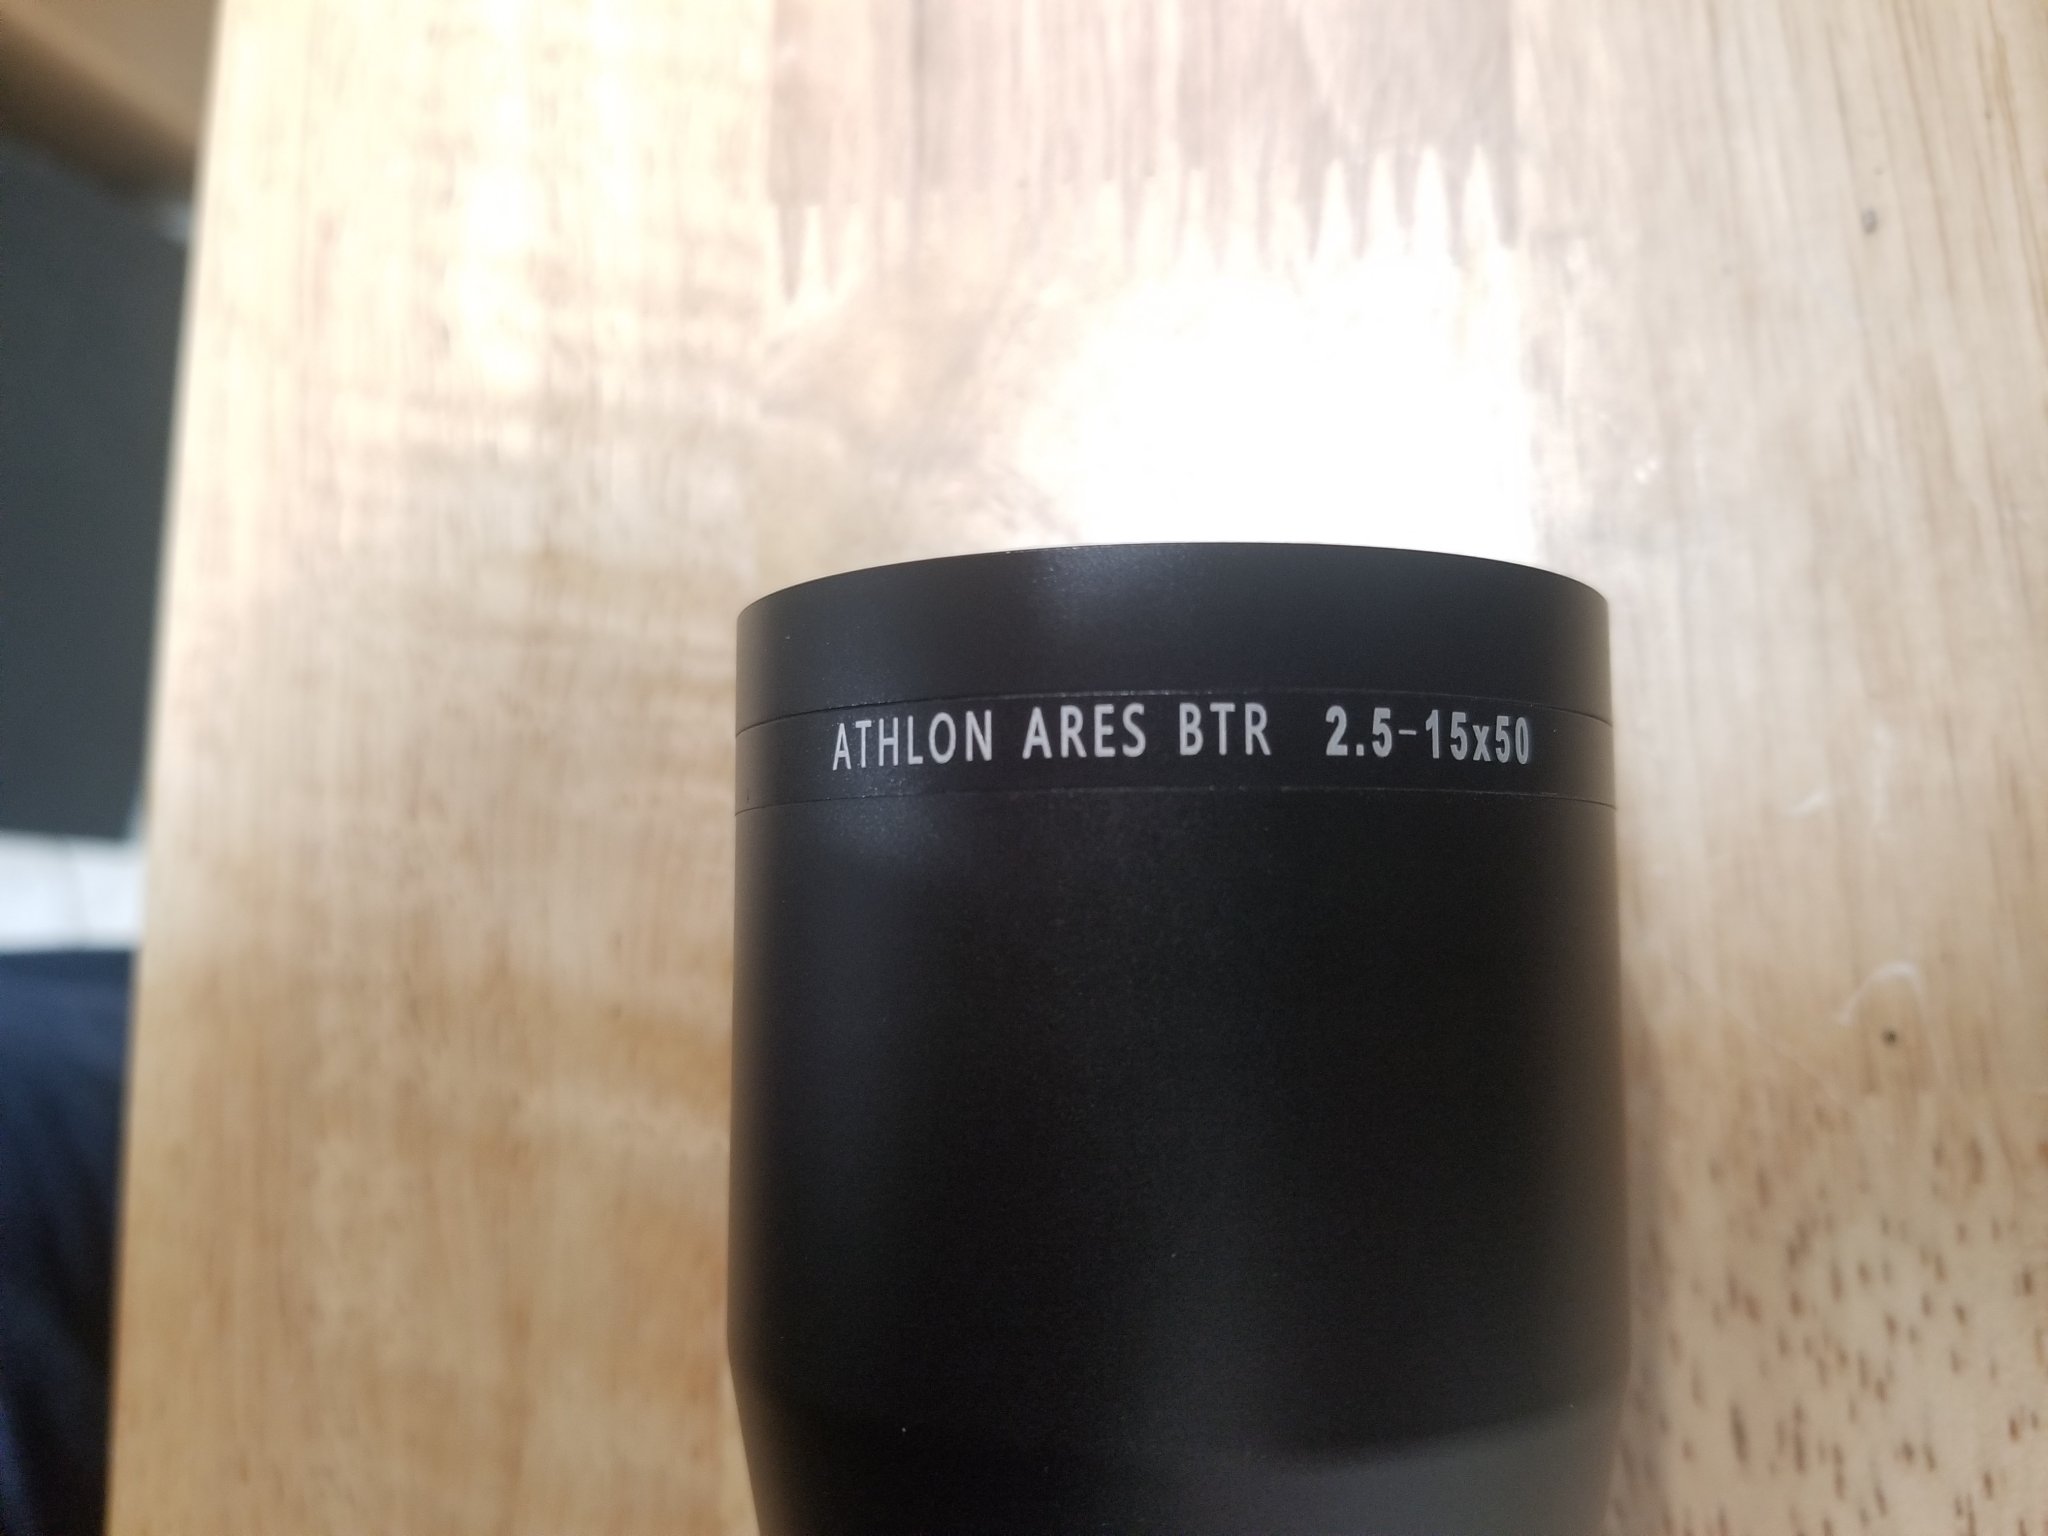 ATHLON ARES BTR 2.5-15x50